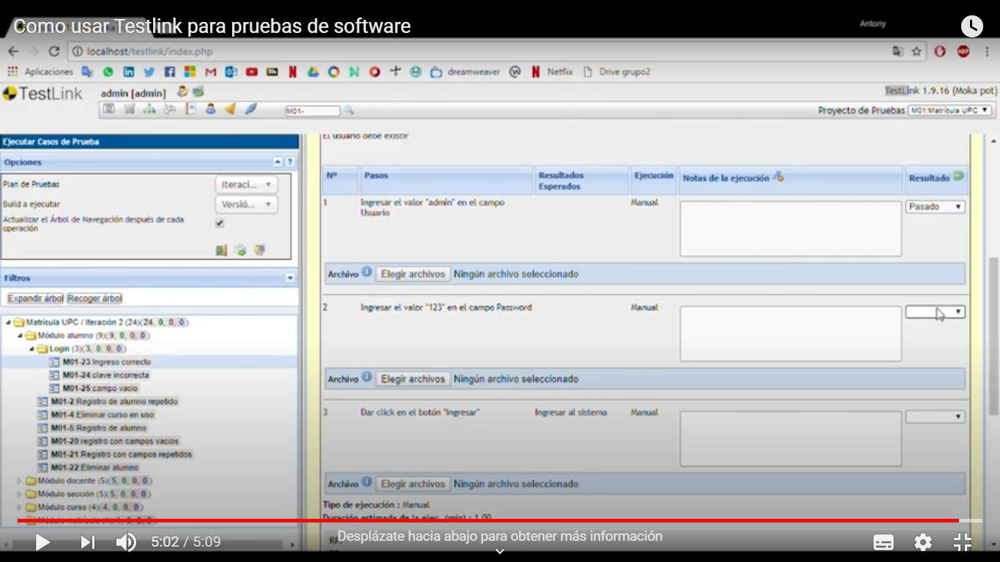 Como usar Testlink para pruebas de software
Antony
localhost/testlink/index.php
Aplicaciones
dreamweaver
Netflix
Drive grupo2
TestLink
admin [admin]
TestLink 1.9.16 (Moka pot)
M01-
Proyecto de Pruebas
M01:Matrícula UPC
Ejecutar Casos de Prueba
Opciones
Plan de Pruebas
Iteraci...
Build a ejecutar
Versió...
Actualizar el Árbol de Navegación después de cada
operación
Filtros
Expandir árbol
Recoger árbol
Matrícula UPC / Iteración 2 (24)(24, 0, 0, 0)
Módulo alumno (9)(9, 0, 0, 0)
Login (3)(3, 0, 0, 0)
M01-23:Ingreso correcto
M01-24:clave incorrecta
M01-25:campo vacio
M01-2:Registro de alumno repetido
M01-4:Eliminar curso en uso
M01-5:Registro de alumno
M01-20:registro con campos vacios
M01-21:Registro con campos repetidos
M01-22:Eliminar alumno
Módulo docente (5)(5, 0, 0, 0)
Módulo sección (5)(5, 0, 0, 0)
Módulo curso (4)(4, 0, 0, 0)
El usuario debe existir
Nº
Pasos
Resultados
Esperados
Ejecución
Notas de la ejecución
Resultado
1
Ingresar el valor "admin" en el campo
Usuario
Manual
Pasado
Archivo
Elegir archivos
Ningún archivo seleccionado
2
Ingresar el valor "123" en el campo Password
Manual
Archivo
Elegir archivos
Ningún archivo seleccionado
3
Dar click en el botón "Ingresar"
Ingresar al sistema
Manual
Archivo
Elegir archivos
Ningún archivo seleccionado
Tipo de ejecución : Manual
Duración estimada de la ejec. (min) : 1.00
Desplázate hacia abajo para obtener más información
5:02 / 5:09